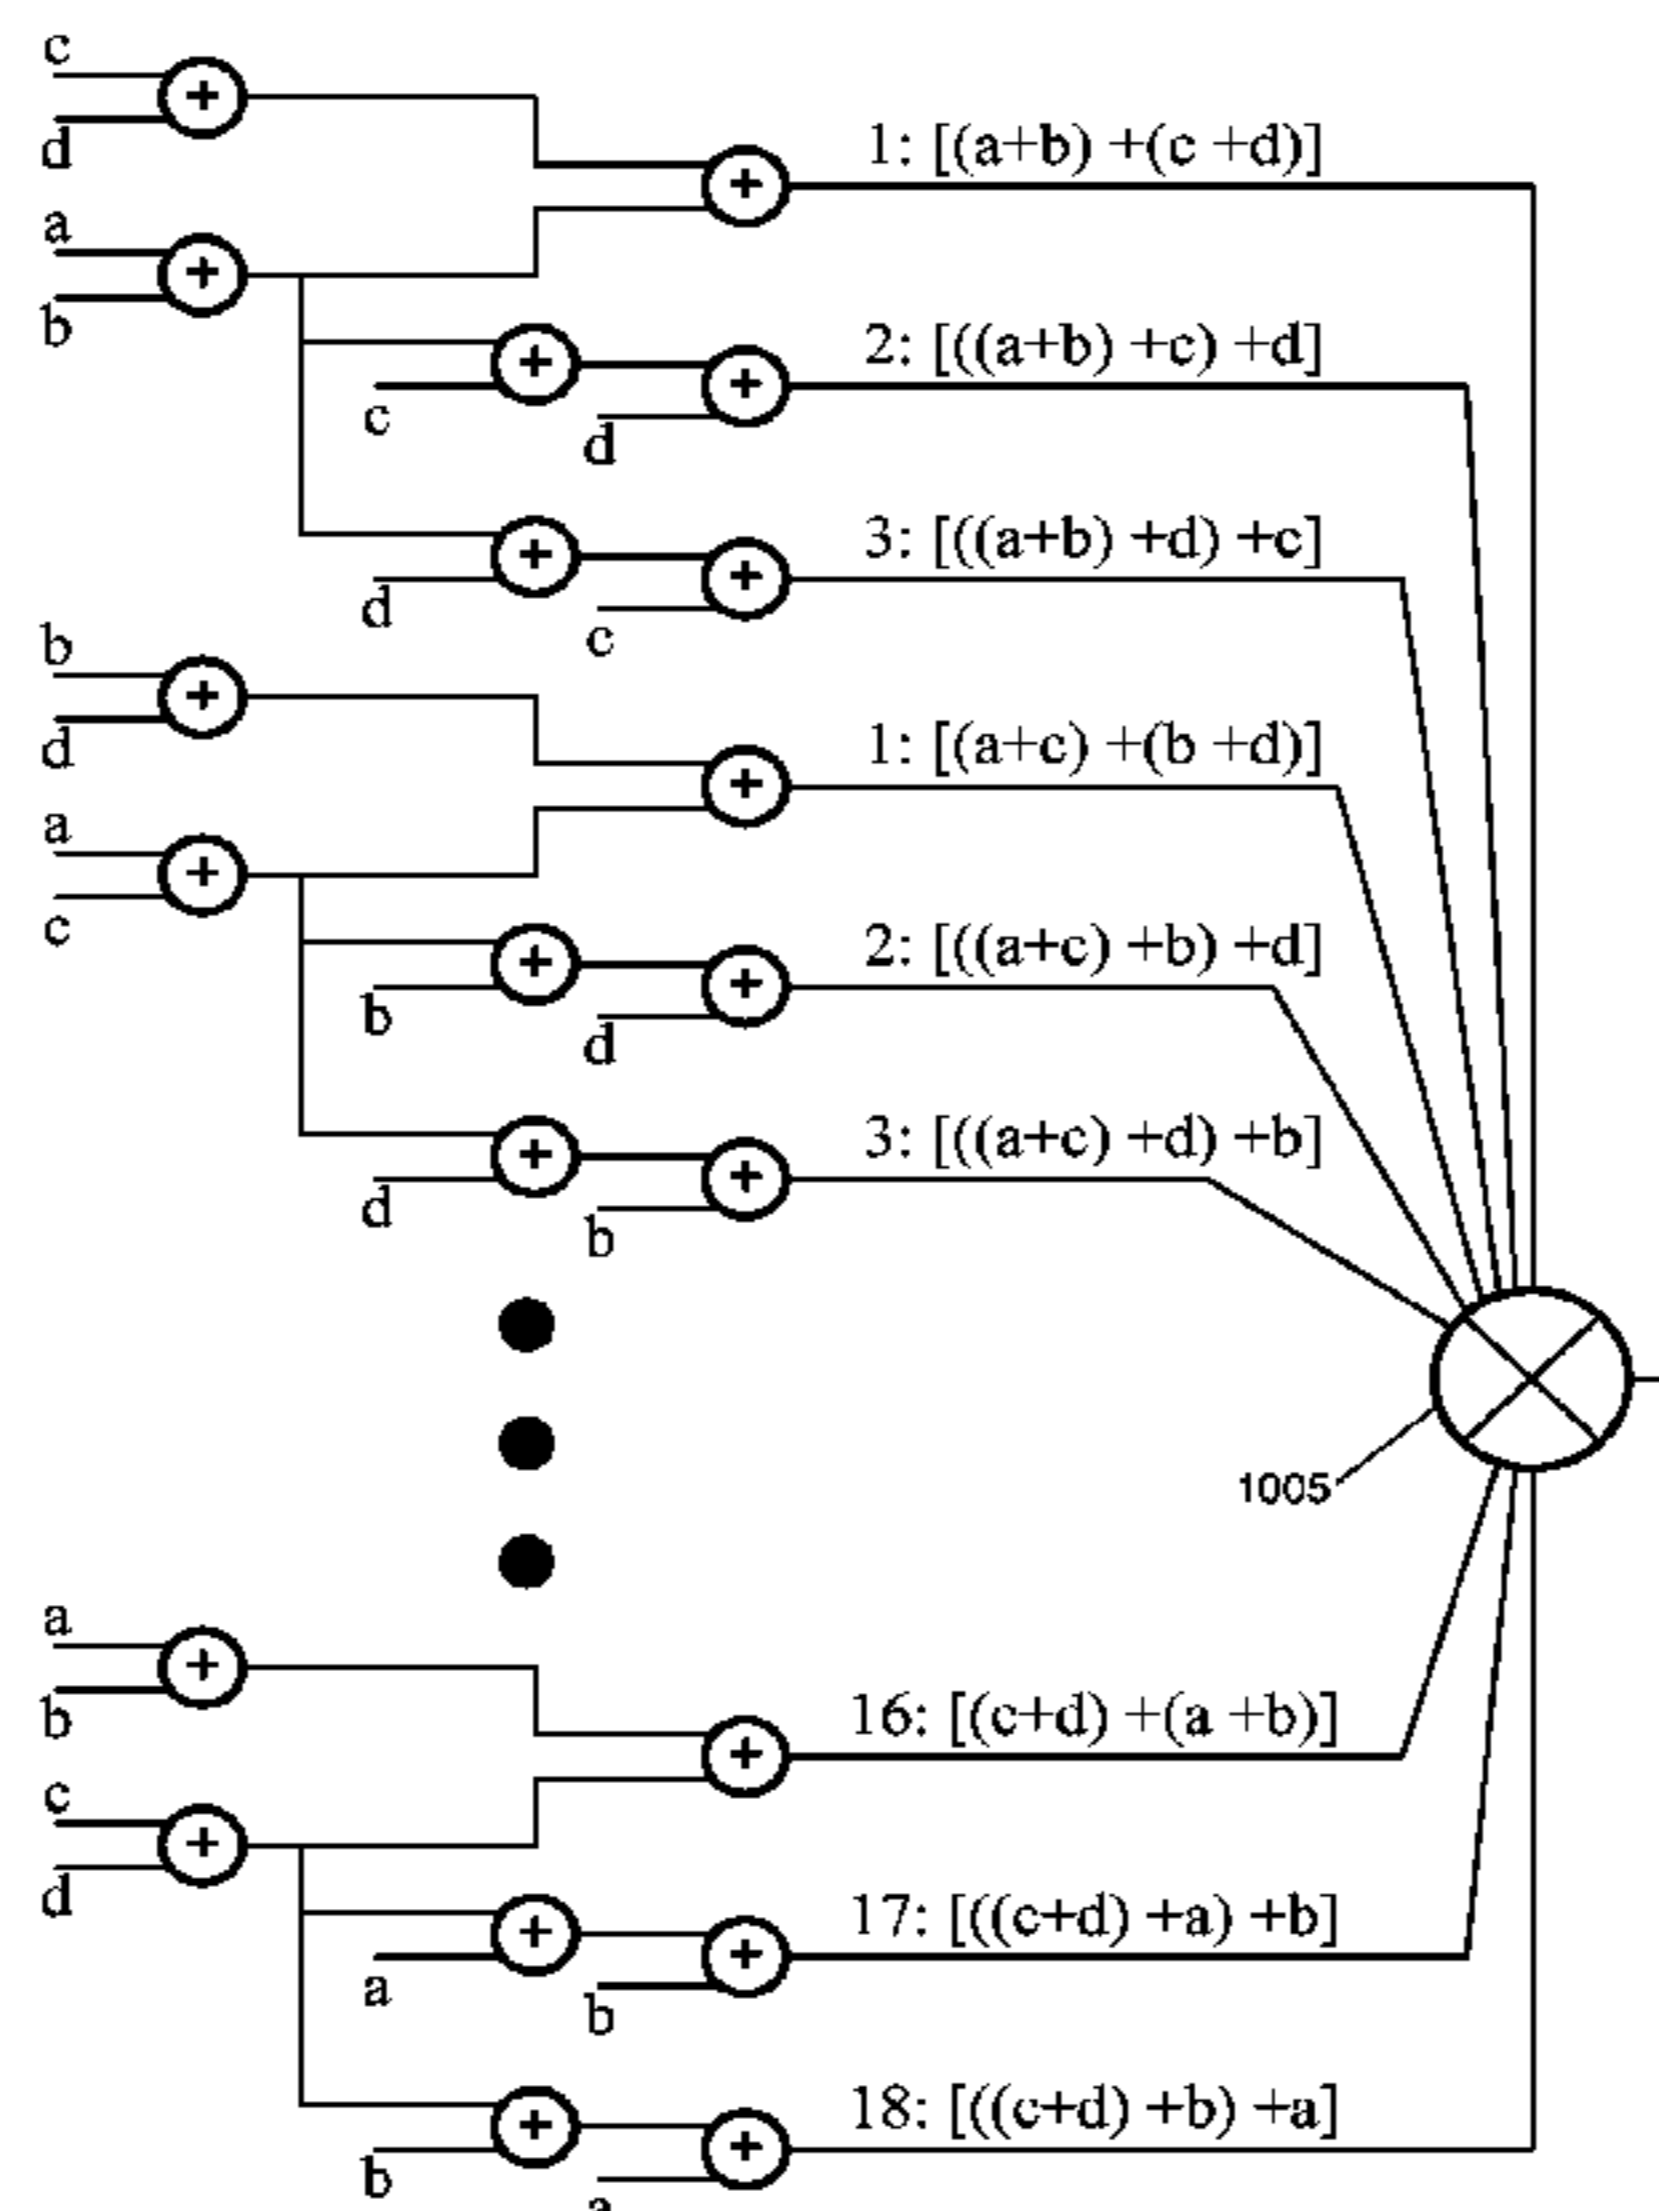 c
d
1: [(a+b) +(c +d)]
a
b
2: [((a+b) +c) +d]
c
d
3: [((a+b) +d) +c]
d
c
b
d
1: [(a+c) +(b +d)]
a
c
2: [((a+c) +b) +d]
b
d
3: [((a+c) +d) +b]
d
b
1005
a
b
16: [(c+d) +(a +b)]
c
d
17: [((c+d) +a) +b]
a
b
18: [((c+d) +b) +a]
b
a